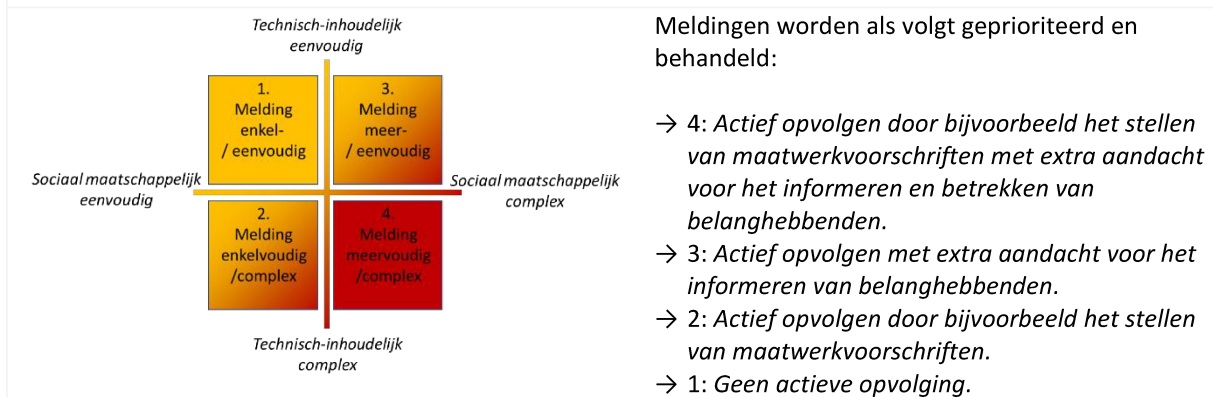 Technisch-inhoudelijk
eenvoudig
1.
Melding
enkel-
/ eenvoudig
3.
Melding
meer-
/ eenvoudig
Sociaal maatschappelijk
eenvoudig
Sociaal maatschappelijk
complex
2.
Melding
enkelvoudig
/complex
4.
Melding
meervoudig
/complex
Technisch-inhoudelijk
complex
Meldingen worden als volgt geprioriteerd en
behandeld:
→ 4: Actief opvolgen door bijvoorbeeld het stellen
van maatwerkvoorschriften met extra aandacht
voor het informeren en betrekken van
belanghebbenden.
→ 3: Actief opvolgen met extra aandacht voor het
informeren van belanghebbenden.
→ 2: Actief opvolgen door bijvoorbeeld het stellen
van maatwerkvoorschriften.
→ 1: Geen actieve opvolging.